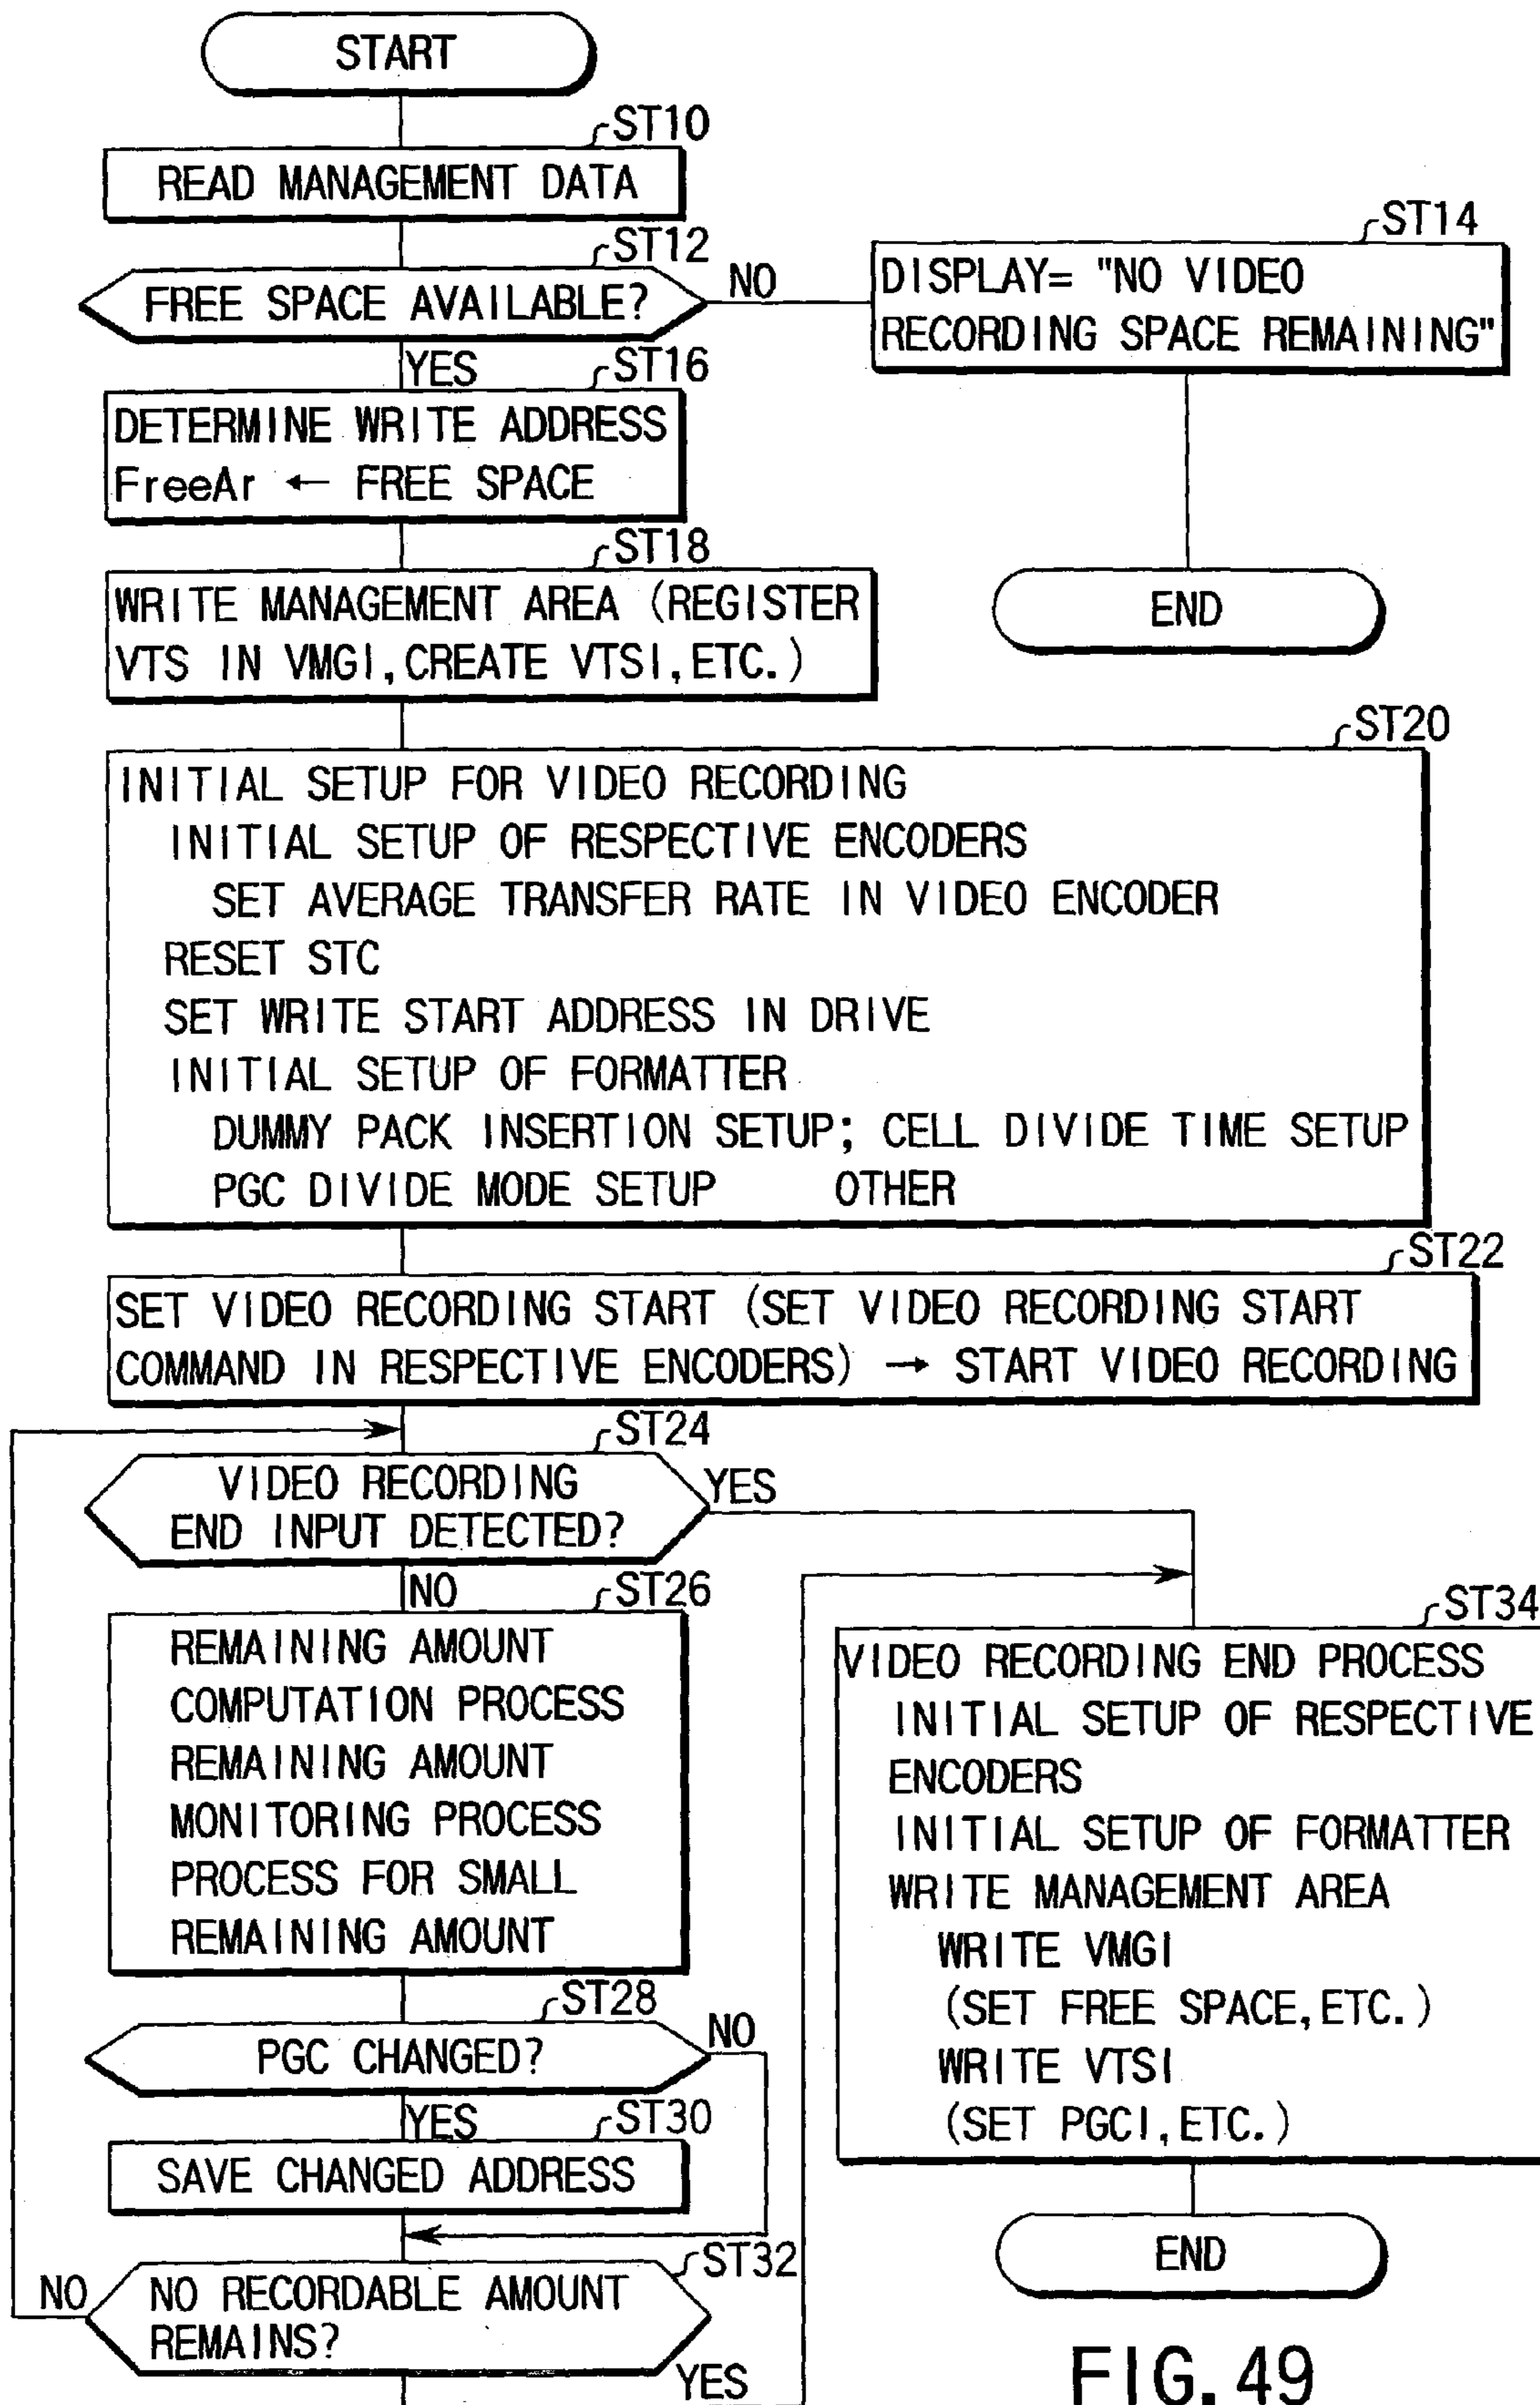 START
ST10
READ MANAGEMENT DATA
ST12
FREE SPACE AVAILABLE?
NO
ST14
DISPLAY= "NO VIDEO
RECORDING SPACE REMAINING"
END
YES
ST16
DETERMINE WRITE ADDRESS
FreeAr ← FREE SPACE
ST18
WRITE MANAGEMENT AREA (REGISTER
VTS IN VMGI, CREATE VTSI, ETC.)
ST20
INITIAL SETUP FOR VIDEO RECORDING
INITIAL SETUP OF RESPECTIVE ENCODERS
SET AVERAGE TRANSFER RATE IN VIDEO ENCODER
RESET STC
SET WRITE START ADDRESS IN DRIVE
INITIAL SETUP OF FORMATTER
DUMMY PACK INSERTION SETUP; CELL DIVIDE TIME SETUP
PGC DIVIDE MODE SETUP OTHER
ST22
SET VIDEO RECORDING START (SET VIDEO RECORDING START
COMMAND IN RESPECTIVE ENCODERS) → START VIDEO RECORDING
ST24
VIDEO RECORDING
END INPUT DETECTED?
YES
NO
ST26
REMAINING AMOUNT
COMPUTATION PROCESS
REMAINING AMOUNT
MONITORING PROCESS
PROCESS FOR SMALL
REMAINING AMOUNT
ST28
PGC CHANGED?
NO
YES
ST30
SAVE CHANGED ADDRESS
ST32
NO RECORDABLE AMOUNT
REMAINS?
NO
YES
ST34
VIDEO RECORDING END PROCESS
INITIAL SETUP OF RESPECTIVE
ENCODERS
INITIAL SETUP OF FORMATTER
WRITE MANAGEMENT AREA
WRITE VMGI
(SET FREE SPACE, ETC.)
WRITE VTSI
(SET PGCI, ETC.)
END
FIG. 49